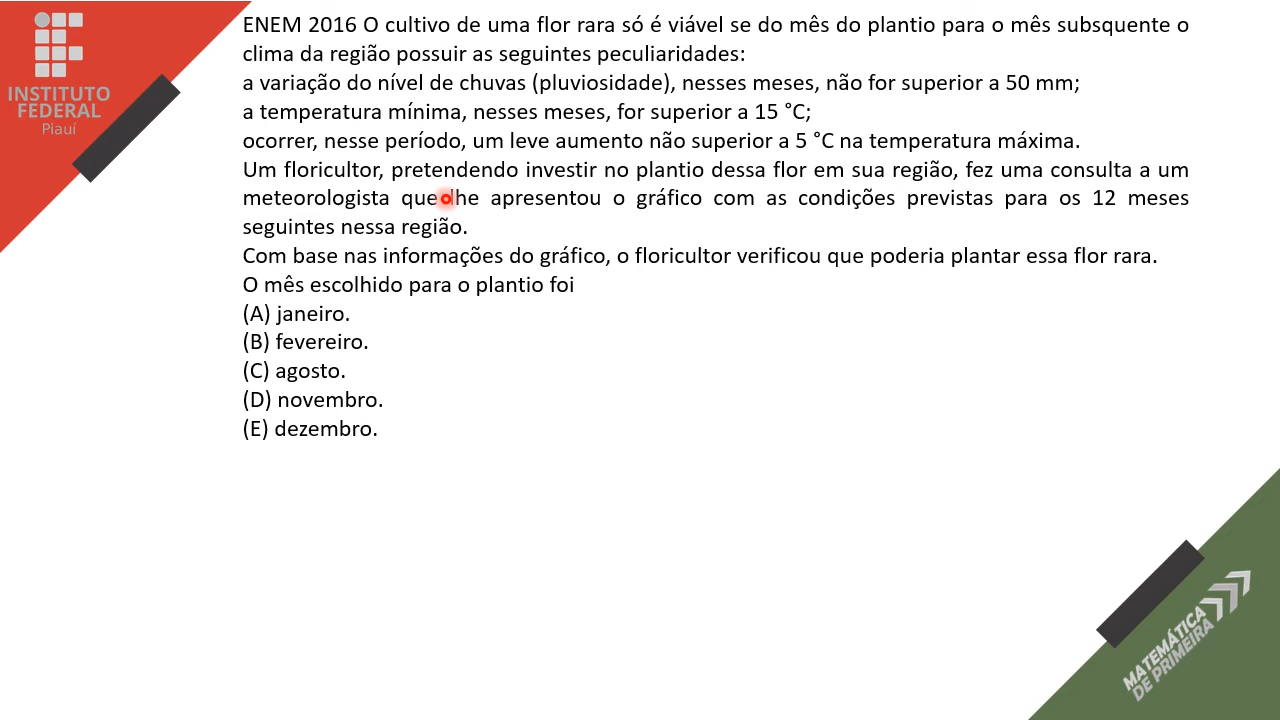 INSTITUTO
FEDERAL
Piauí
ENEM 2016 O cultivo de uma flor rara só é viável se do mês do plantio para o mês subsquente o
clima da região possuir as seguintes peculiaridades:
a variação do nível de chuvas (pluviosidade), nesses meses, não for superior a 50 mm;
a temperatura mínima, nesses meses, for superior a 15 °C;
ocorrer, nesse período, um leve aumento não superior a 5 °C na temperatura máxima.
Um floricultor, pretendendo investir no plantio dessa flor em sua região, fez uma consulta a um
meteorologista que lhe apresentou o gráfico com as condições previstas para os 12 meses
seguintes nessa região.
Com base nas informações do gráfico, o floricultor verificou que poderia plantar essa flor rara.
O mês escolhido para o plantio foi
(A) janeiro.
(B) fevereiro.
(C) agosto.
(D) novembro.
(E) dezembro.
MATEMÁTICA
DE PRIMEIRA